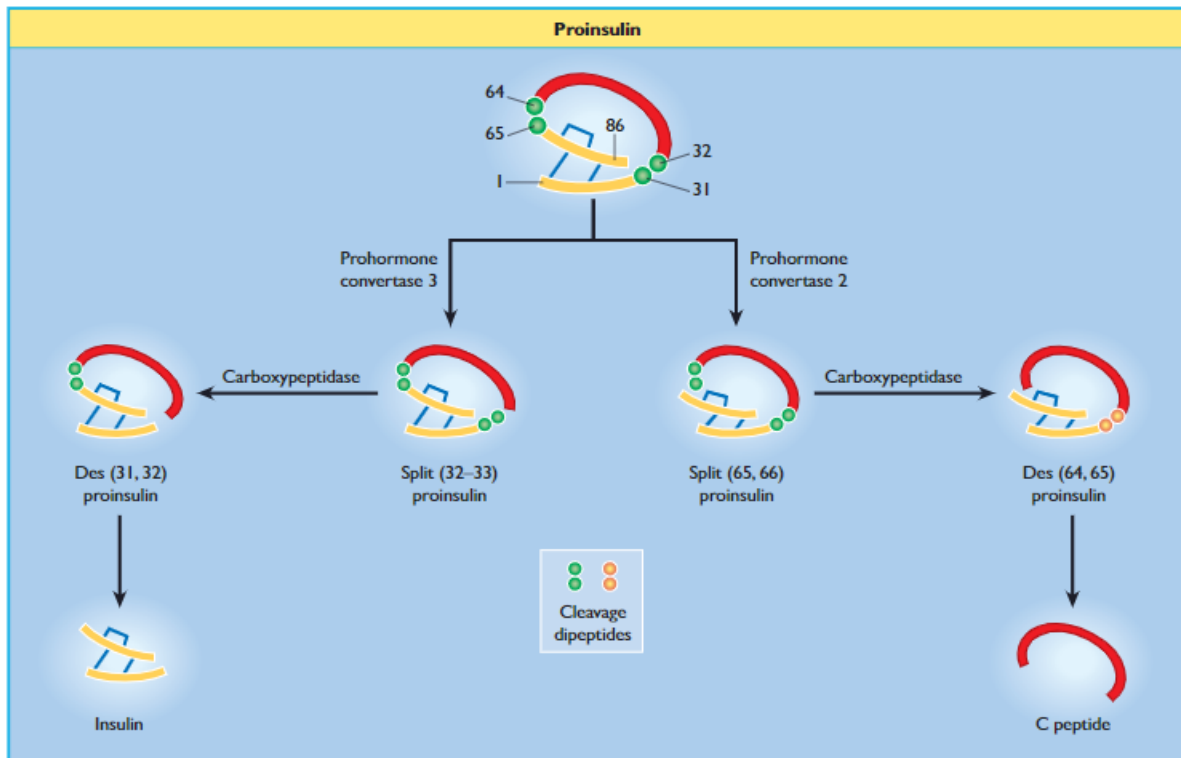 Proinsulin
64
65
86
32
1
31
Prohormone
convertase 3
Prohormone
convertase 2
Carboxypeptidase
Carboxypeptidase
Des (31, 32)
proinsulin
Split (32–33)
proinsulin
Split (65, 66)
proinsulin
Des (64, 65)
proinsulin
Cleavage
dipeptides
Insulin
C peptide